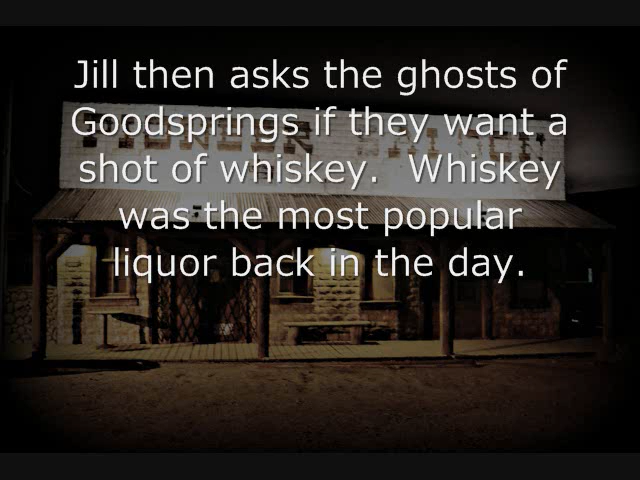 Jill then asks the ghosts of
Goodsprings if they want a
shot of whiskey.  Whiskey
was the most popular
liquor back in the day.